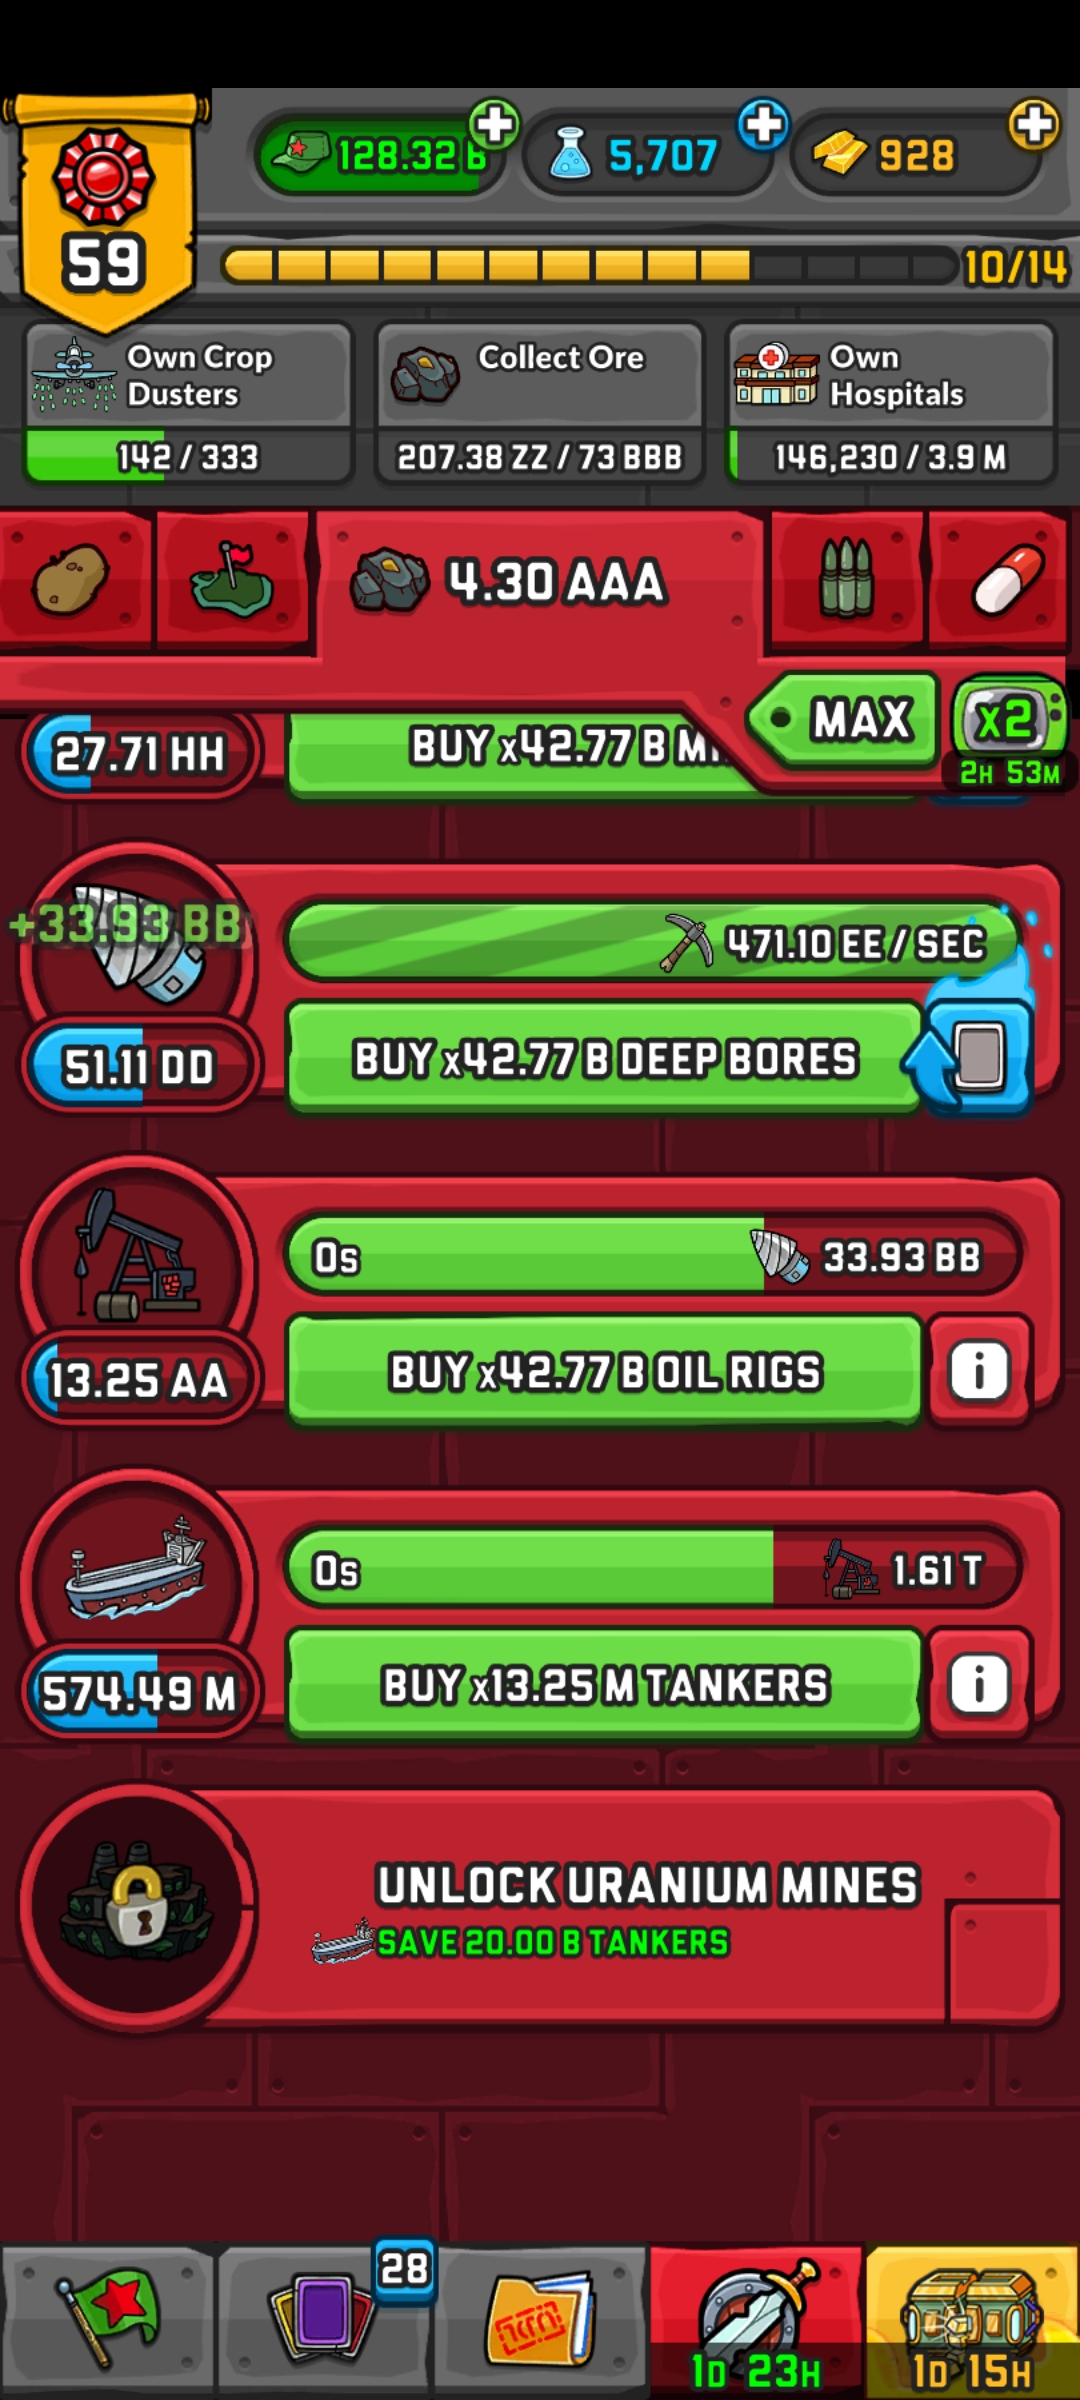 128.32 B
5,707
928
59
10/14
Own Crop
Dusters
142 / 333
Collect Ore
207.38 ZZ / 73 BBB
Own
Hospitals
146,230 / 3.9 M
4.30 AAA
MAX
x2
2H 53M
27.71 HH
BUY x42.77 B
+33.93 BB
471.10 EE / SEC
51.11 DD
BUY x42.77 B DEEP BORES
0s
33.93 BB
13.25 AA
BUY x42.77 B OIL RIGS
i
0s
1.61 T
574.49 M
BUY x13.25 M TANKERS
i
UNLOCK URANIUM MINES
SAVE 20.00 B TANKERS
28
1D 23H
1D 15H